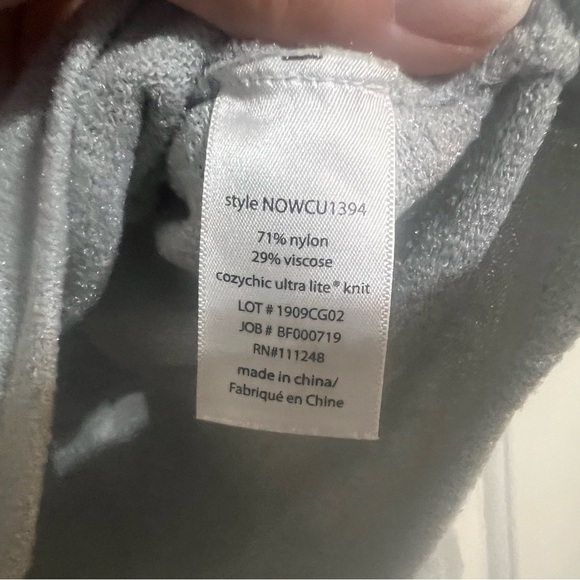 style NOWCU1394
71% nylon
29% viscose
cozychic ultra lite® knit
LOT # 1909CG02
JOB # BF000719
RN#111248
made in china/
Fabriqué en Chine